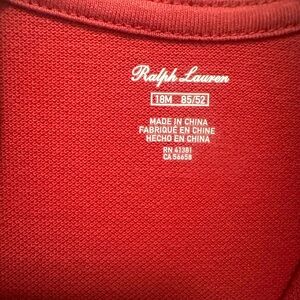 Ralph Lauren
18M 85/52
MADE IN CHINA
FABRIQUÉ EN CHINE
HECHO EN CHINA
RN 41381
CA 56658